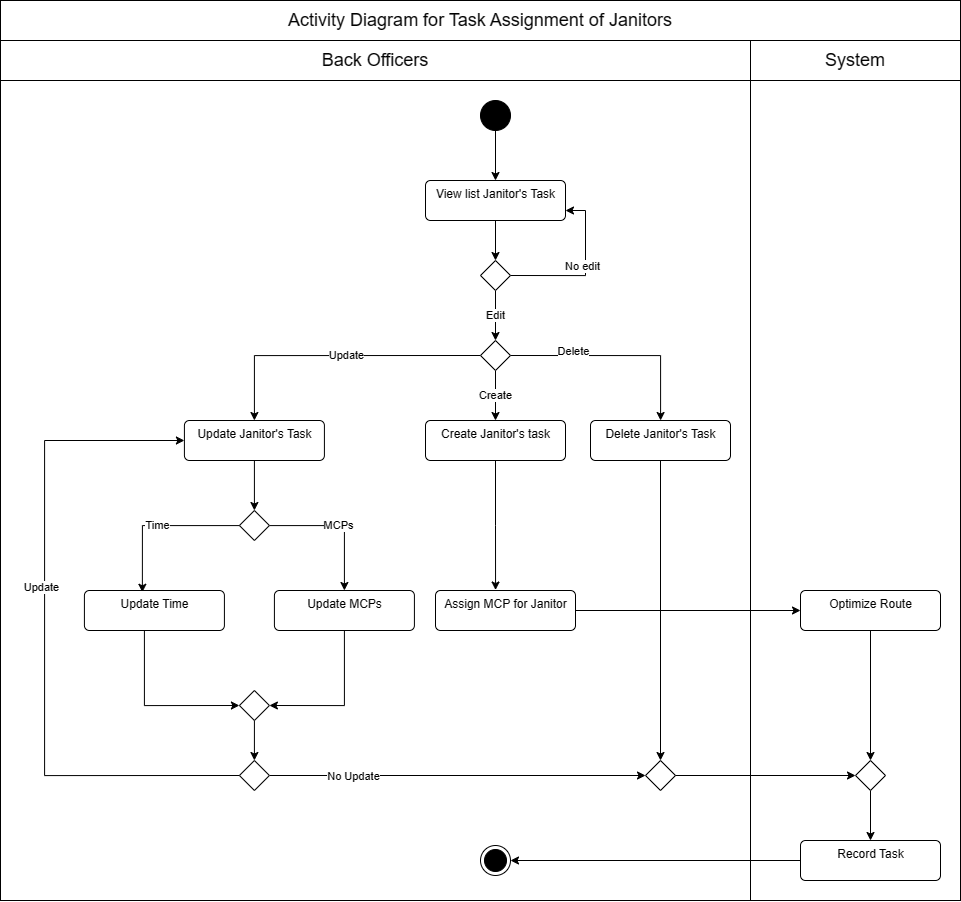 Activity Diagram for Task Assignment of Janitors
Back Officers
System
View list Janitor's Task
No edit
Edit
Update
Delete
Create
Update Janitor's Task
Create Janitor's task
Delete Janitor's Task
Time
MCPs
Update
Update Time
Update MCPs
Assign MCP for Janitor
Optimize Route
No Update
Record Task